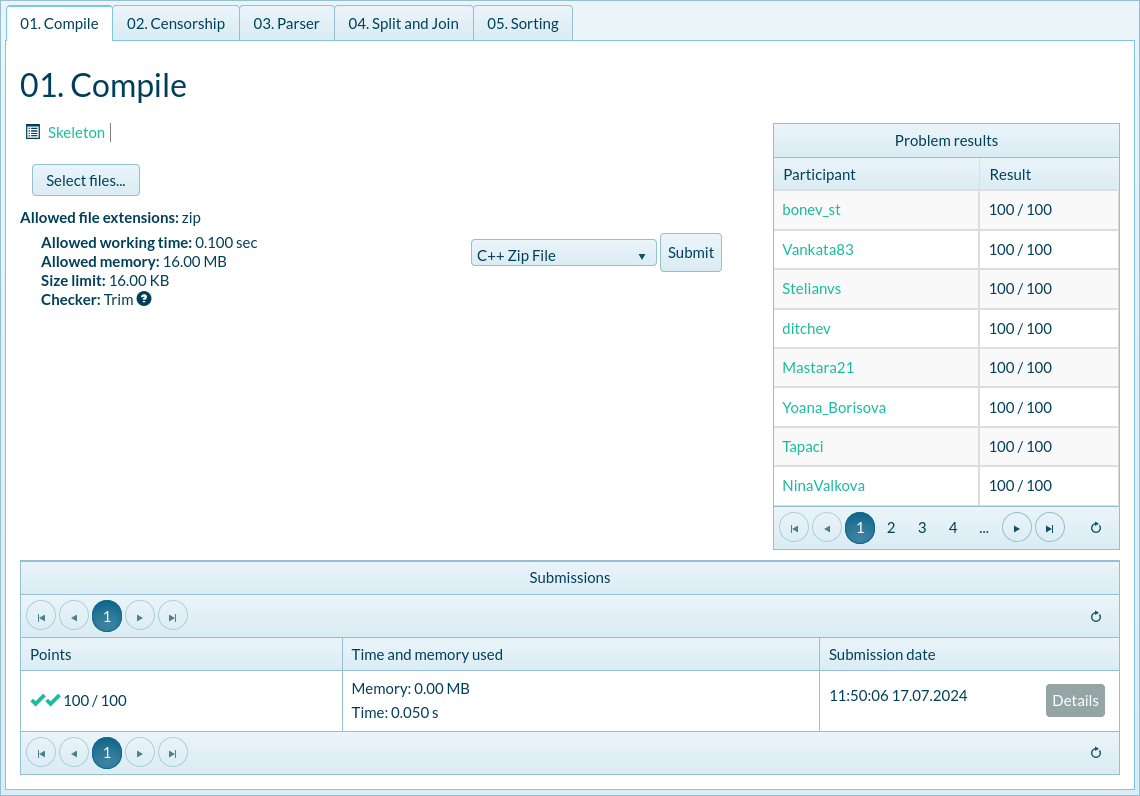 01. Compile
02. Censorship
03. Parser
04. Split and Join
05. Sorting
01. Compile
Skeleton
Select files...
Allowed file extensions: zip
Allowed working time: 0.100 sec
Allowed memory: 16.00 MB
Size limit: 16.00 KB
Checker: Trim
C++ Zip File
Submit
Problem results
Participant Result
bonev_st 100 / 100
Vankata83 100 / 100
Stelianvs 100 / 100
ditchev 100 / 100
Mastara21 100 / 100
Yoana_Borisova 100 / 100
Tapaci 100 / 100
NinaValkova 100 / 100
1 2 3 4 ...
Submissions
1
Points Time and memory used Submission date
100 / 100
Memory: 0.00 MB
Time: 0.050 s
11:50:06 17.07.2024
Details
1